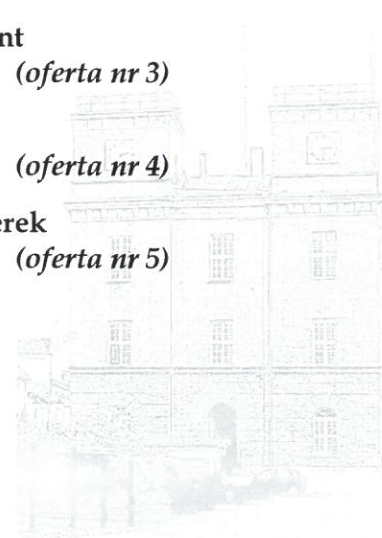 nt
(oferta nr 3)
(oferta nr 4)
erek
(oferta nr 5)